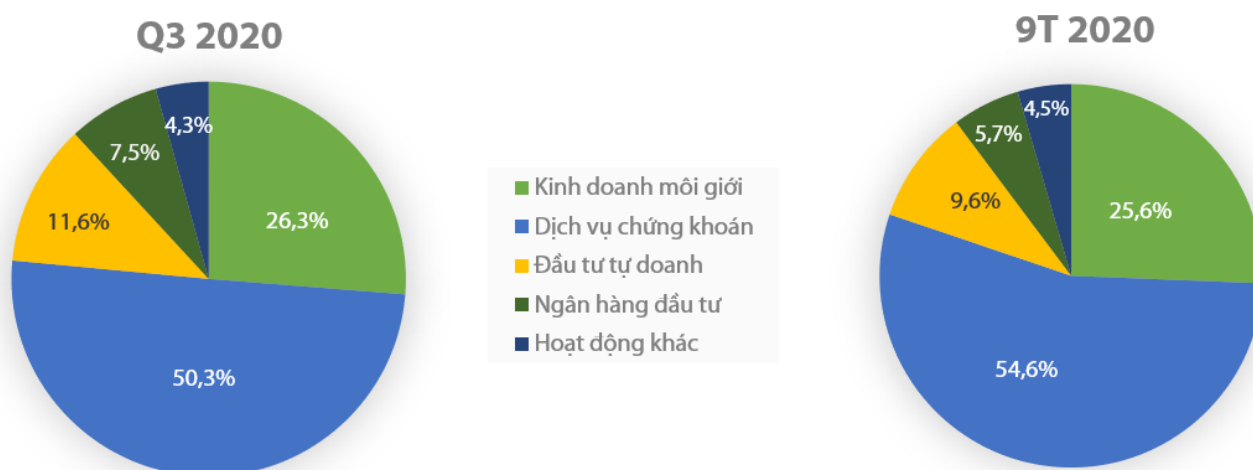 Q3 2020
4,3%
7,5%
11,6%
26,3%
50,3%
Kinh doanh môi giới
Dịch vụ chứng khoán
Đầu tư tự doanh
Ngân hàng đầu tư
Hoạt động khác
9T 2020
4,5%
5,7%
9,6%
25,6%
54,6%